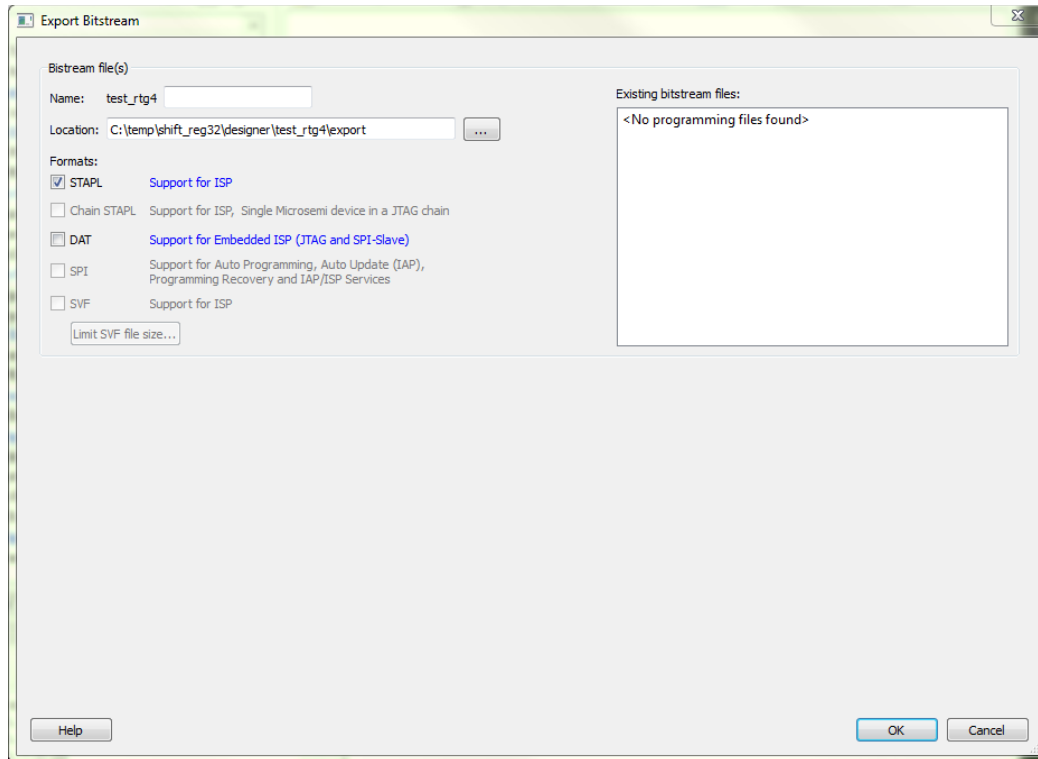 Export Bitstream
Bistream file(s)
Name: test_rtg4
Location: C:\temp\shift_reg32\designer\test_rtg4\export ...
Formats:
STAPL Support for ISP
Chain STAPL Support for ISP, Single Microsemi device in a JTAG chain
DAT Support for Embedded ISP (JTAG and SPI-Slave)
SPI Support for Auto Programming, Auto Update (IAP),
Programming Recovery and IAP/ISP Services
SVF Support for ISP
Limit SVF file size...
Existing bitstream files:
<No programming files found>
Help OK Cancel